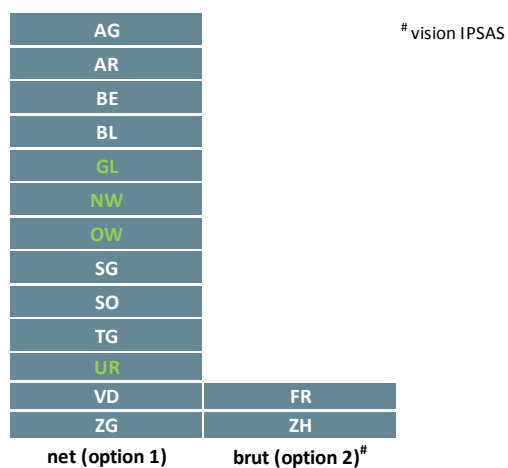 AG
# vision IPSAS
AR
BE
BL
GL
NW
OW
SG
SO
TG
UR
VD FR
ZG ZH
net (option 1) brut (option 2)#